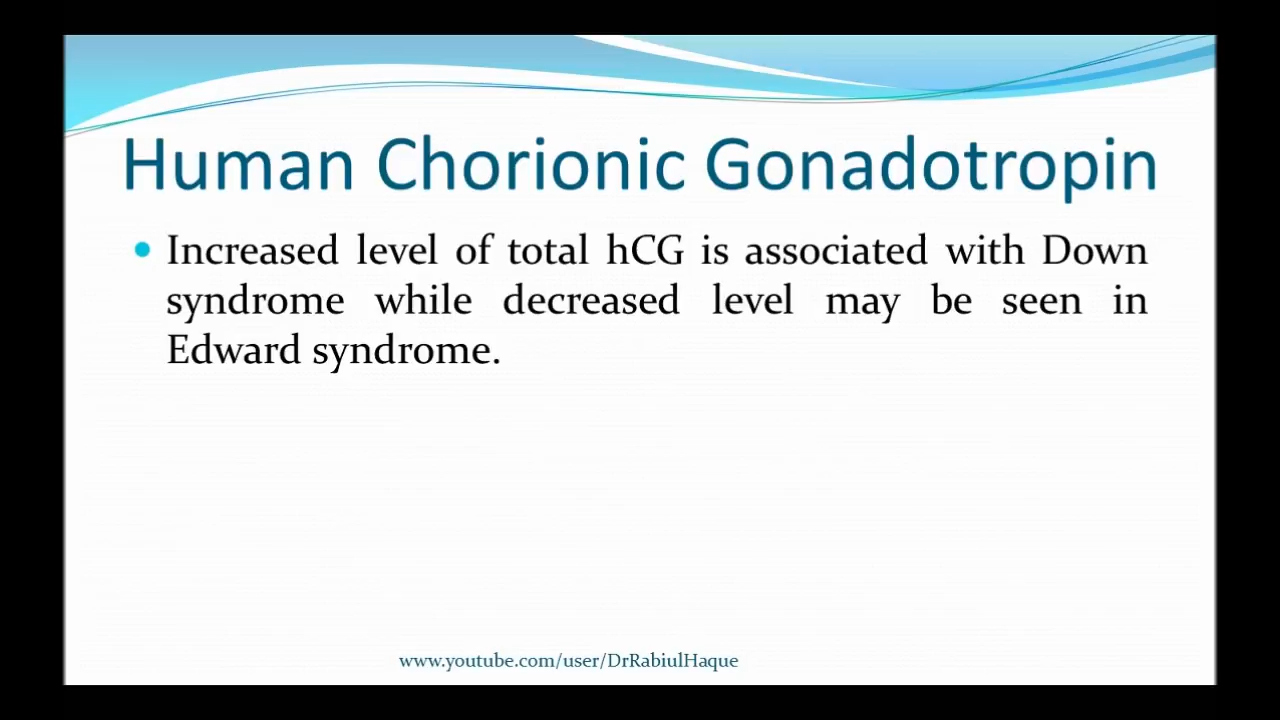 Human Chorionic Gonadotropin
• Increased level of total hCG is associated with Down
syndrome while decreased level may be seen in
Edward syndrome.
www.youtube.com/user/DrRabiulHaque